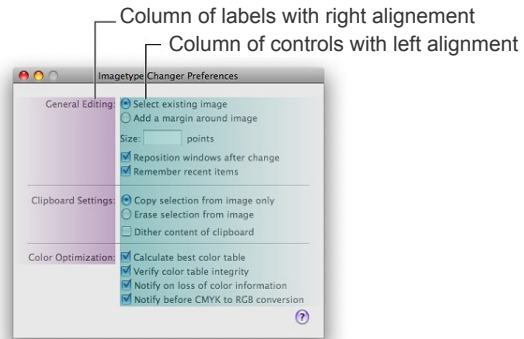 Column of labels with right alignement
Column of controls with left alignment
Imagetype Changer Preferences
General Editing: Select existing image
Add a margin around image
Size: points
Reposition windows after change
Remember recent items
Clipboard Settings: Copy selection from image only
Erase selection from image
Dither content of clipboard
Color Optimization: Calculate best color table
Verify color table integrity
Notify on loss of color information
Notify before CMYK to RGB conversion
?